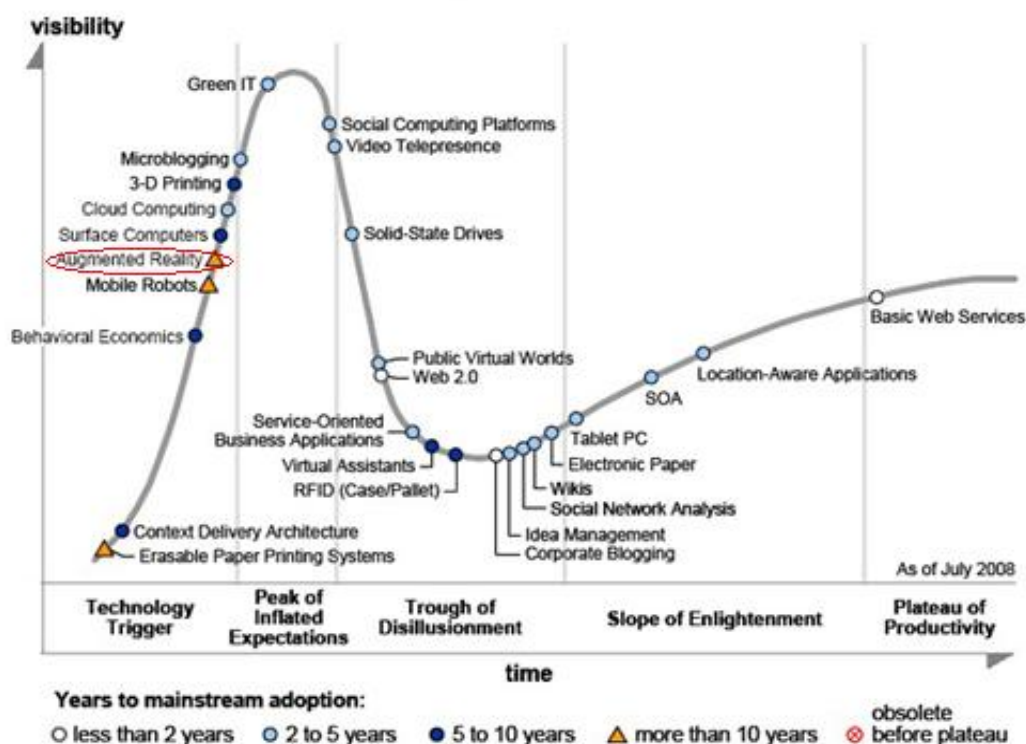 visibility
Green IT
Social Computing Platforms
Video Telepresence
Microblogging
3-D Printing
Cloud Computing
Surface Computers
Solid-State Drives
Augmented Reality
Mobile Robots
Basic Web Services
Behavioral Economics
Public Virtual Worlds
Web 2.0
Location-Aware Applications
SOA
Service-Oriented
Business Applications
Tablet PC
Virtual Assistants
Electronic Paper
RFID (Case/Pallet)
Wikis
Social Network Analysis
Context Delivery Architecture
Idea Management
Erasable Paper Printing Systems
Corporate Blogging
As of July 2008
Technology
Trigger
Peak of
Inflated
Expectations
Trough of
Disillusionment
Slope of Enlightenment
Plateau of
Productivity
time
Years to mainstream adoption:
less than 2 years
2 to 5 years
5 to 10 years
more than 10 years
obsolete
before plateau